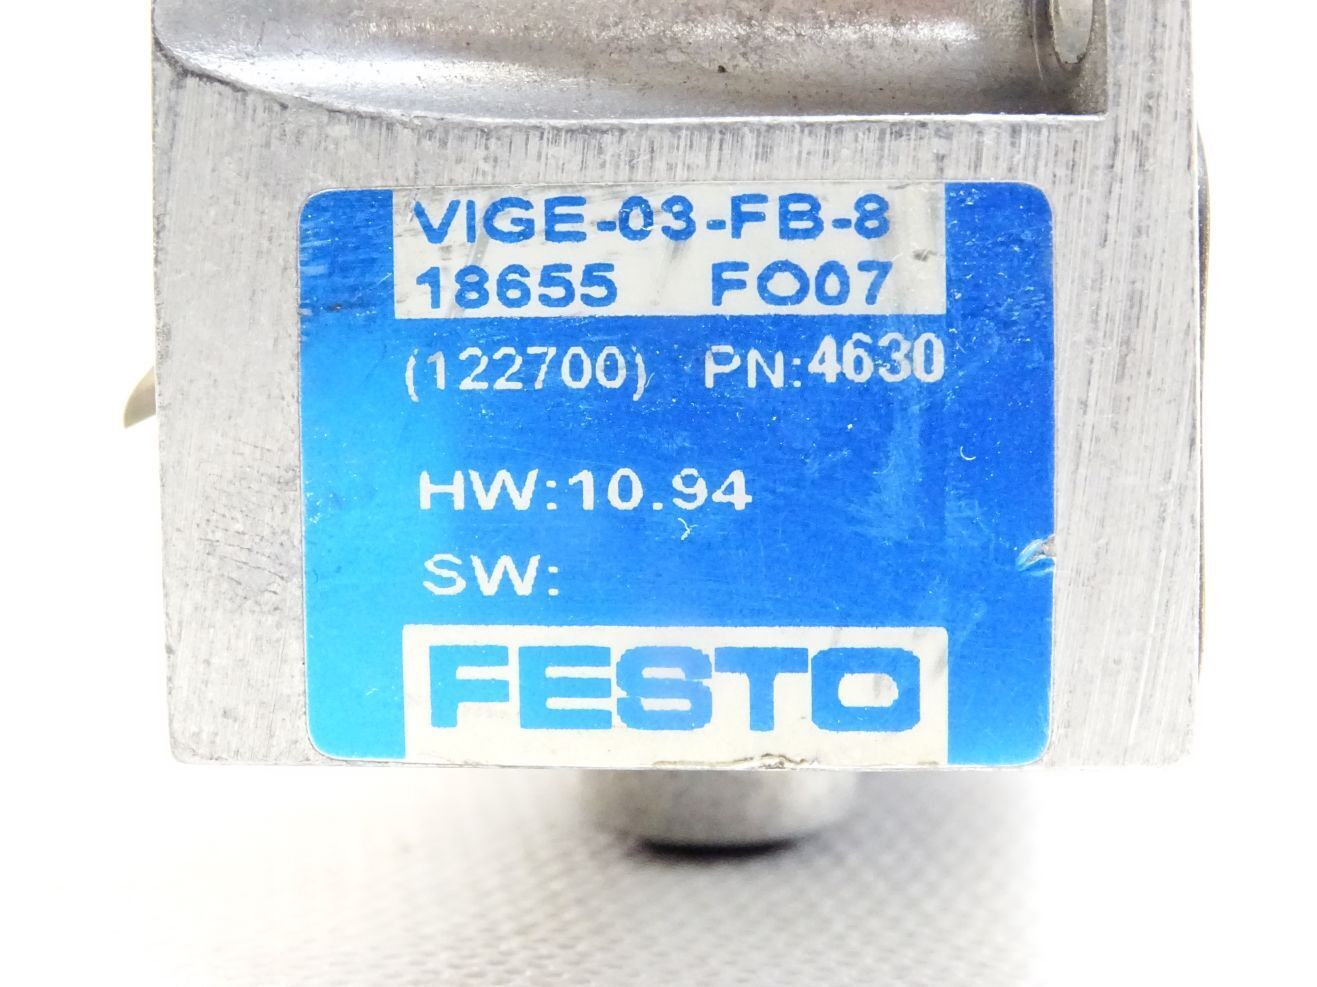 VIGE-03-FB-8
18655 FO07
(122700) PN:4630
HW:10.94
SW:
FESTO